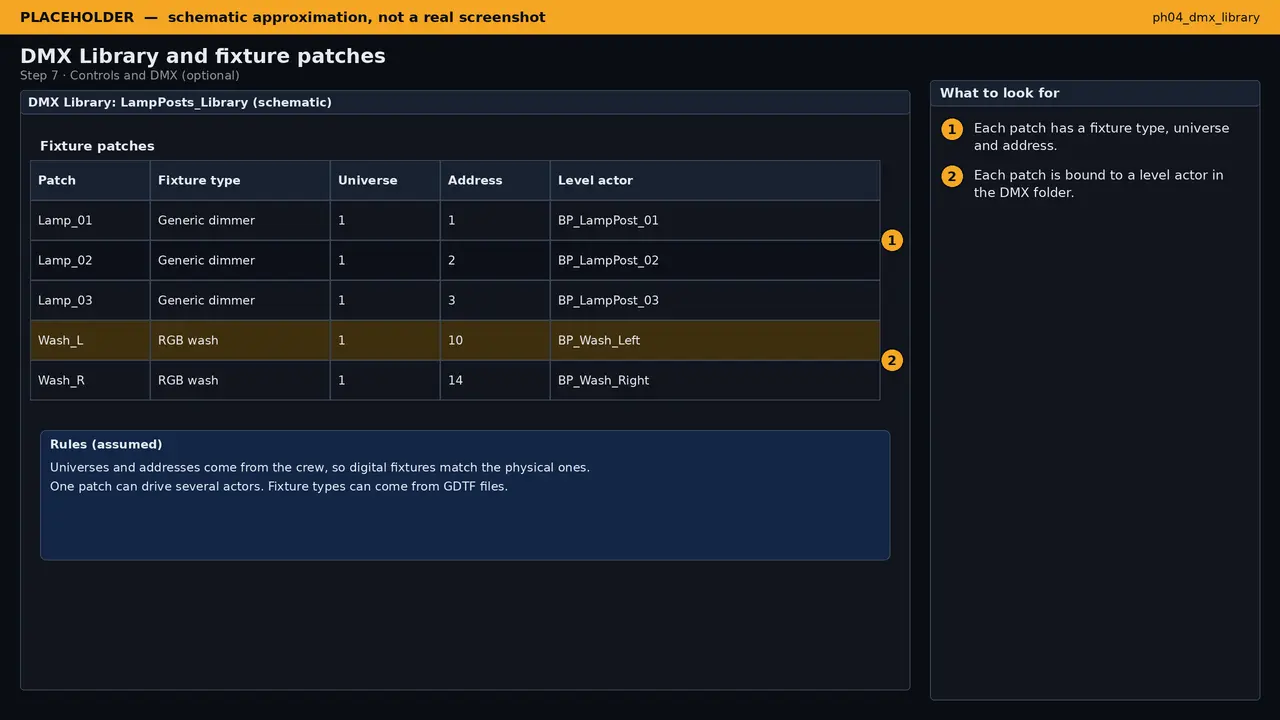 PLACEHOLDER — schematic approximation, not a real screenshot
ph04_dmx_library
DMX Library and fixture patches
Step 7 · Controls and DMX (optional)
DMX Library: LampPosts_Library (schematic)
Fixture patches
Patch Fixture type Universe Address Level actor
Lamp_01 Generic dimmer 1 1 BP_LampPost_01
1
Lamp_02 Generic dimmer 1 2 BP_LampPost_02
Lamp_03 Generic dimmer 1 3 BP_LampPost_03
Wash_L RGB wash 1 10 BP_Wash_Left
2
Wash_R RGB wash 1 14 BP_Wash_Right
Rules (assumed)
Universes and addresses come from the crew, so digital fixtures match the physical ones.
One patch can drive several actors. Fixture types can come from GDTF files.
What to look for
1 Each patch has a fixture type, universe
and address.
2 Each patch is bound to a level actor in
the DMX folder.